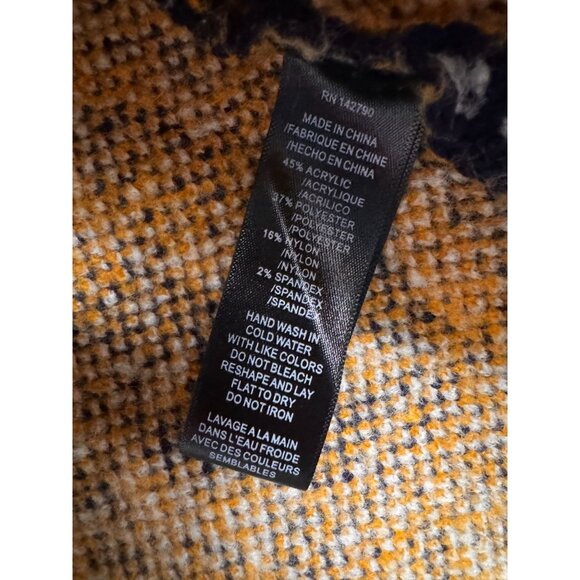 RN 142790
MADE IN CHINA
/FABRIQUE EN CHINE
/HECHO EN CHINA
45% ACRYLIC
/ACRYLIQUE
/ACRILICO
37% POLYESTER
/POLYESTER
/POLYESTER
16% NYLON
/NYLON
/NYLON
2% SPANDEX
/SPANDEX
/SPANDEX
HAND WASH IN
COLD WATER
WITH LIKE COLORS
DO NOT BLEACH
RESHAPE AND LAY
FLAT TO DRY
DO NOT IRON
LAVAGE A LA MAIN
DANS L'EAU FROIDE
AVEC DES COULEURS
SEMBLABLES